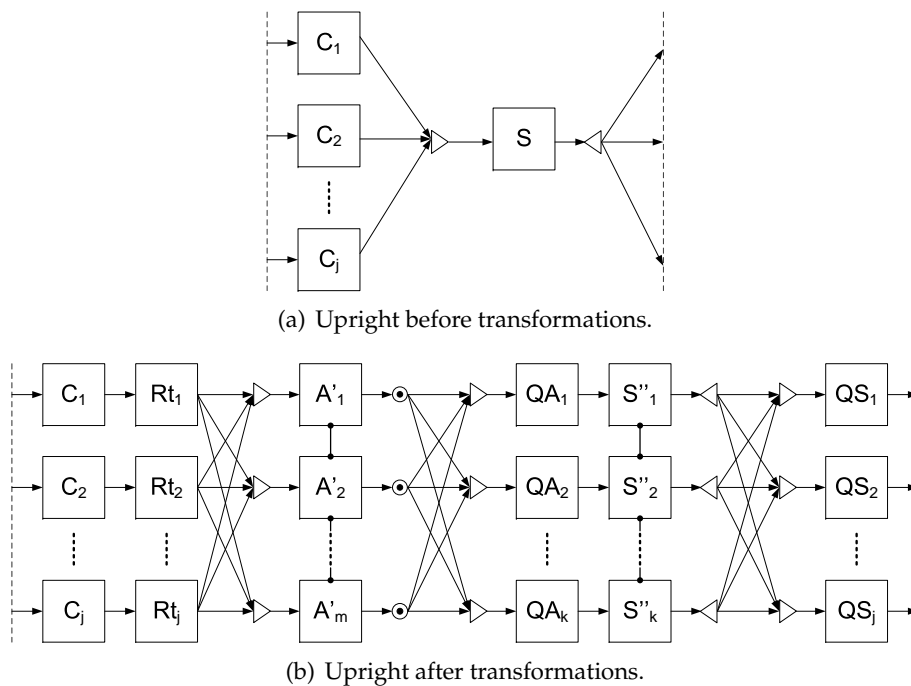 C1
C2
S
Cj
(a) Upright before transformations.
C1 Rt1 A'1 QA1 S''1 QS1
C2 Rt2 A'2 QA2 S''2 QS2
Cj Rtj A'm QAk S''k QSj
(b) Upright after transformations.